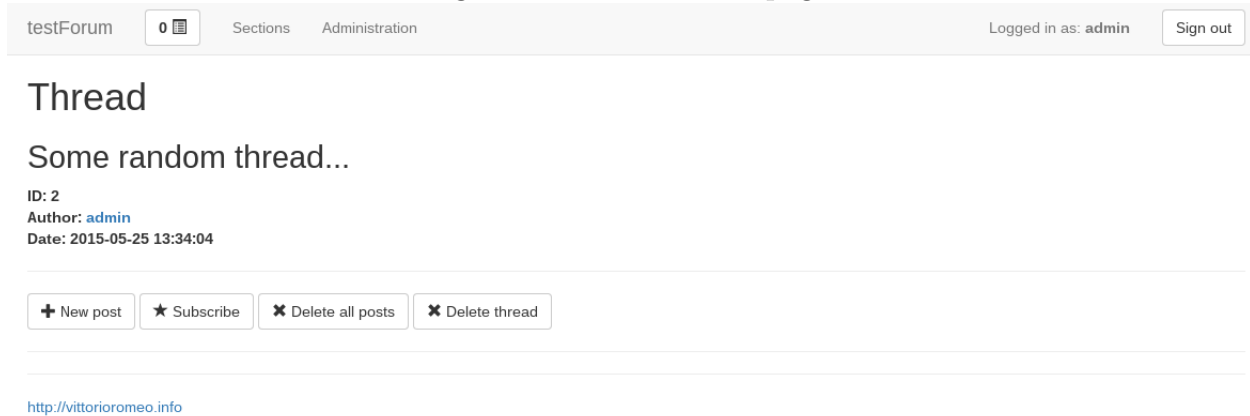 testForum 0 Sections Administration Logged in as: admin Sign out
Thread
Some random thread...
ID: 2
Author: admin
Date: 2015-05-25 13:34:04
New post Subscribe Delete all posts Delete thread
http://vittorioromeo.info